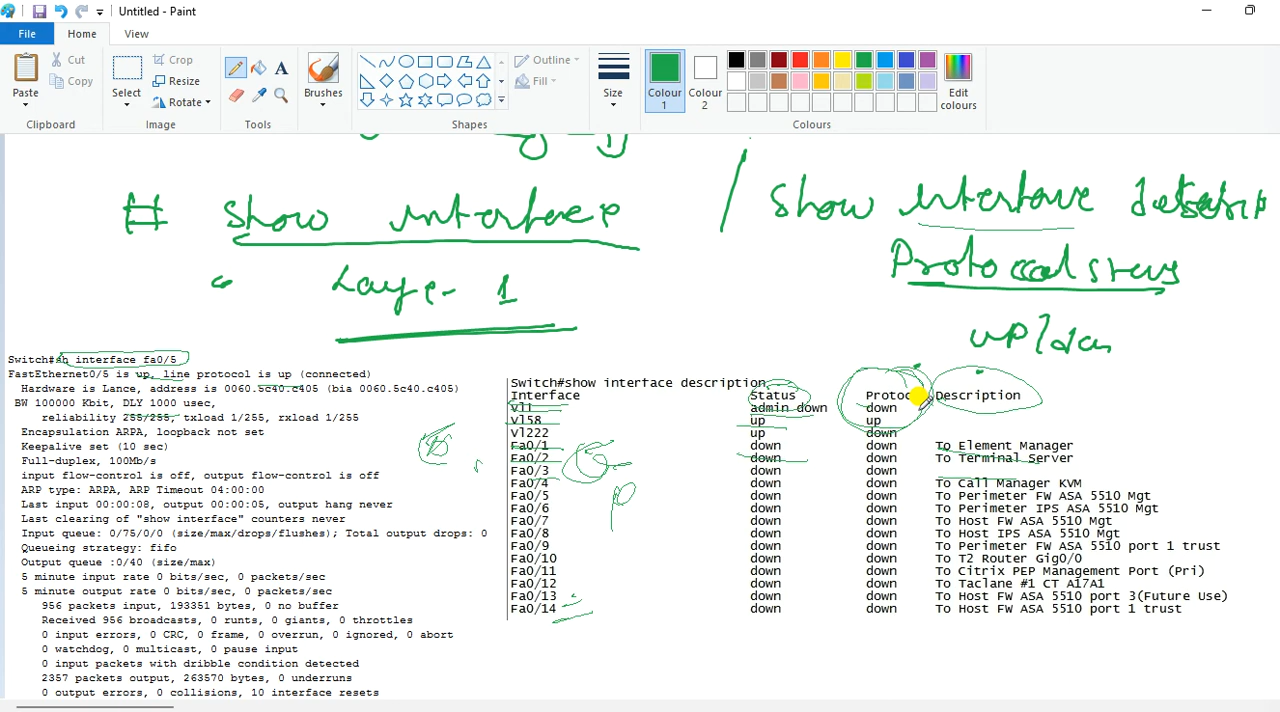 Untitled - Paint
File Home View
Cut
Copy
Paste
Clipboard
Crop
Resize
Rotate
Select
Image
A
Tools
Brushes
Outline
Fill
Shapes
Size
Colour 1
Colour 2
Edit colours
Colours
# show interface / show interface
Protocol status
Layer 1
up/down
Switch#sh interface fa0/5
FastEthernet0/5 is up, line protocol is up (connected)
Hardware is Lance, address is 0060.5c40.c405 (bia 0060.5c40.c405)
BW 100000 Kbit, DLY 1000 usec,
reliability 255/255, txload 1/255, rxload 1/255
Encapsulation ARPA, loopback not set
Keepalive set (10 sec)
Full-duplex, 100Mb/s
input flow-control is off, output flow-control is off
ARP type: ARPA, ARP Timeout 04:00:00
Last input 00:00:08, output 00:00:05, output hang never
Last clearing of "show interface" counters never
Input queue: 0/75/0/0 (size/max/drops/flushes); Total output drops: 0
Queueing strategy: fifo
Output queue :0/40 (size/max)
5 minute input rate 0 bits/sec, 0 packets/sec
5 minute output rate 0 bits/sec, 0 packets/sec
956 packets input, 193351 bytes, 0 no buffer
Received 956 broadcasts, 0 runts, 0 giants, 0 throttles
0 input errors, 0 CRC, 0 frame, 0 overrun, 0 ignored, 0 abort
0 watchdog, 0 multicast, 0 pause input
0 input packets with dribble condition detected
2357 packets output, 263570 bytes, 0 underruns
0 output errors, 0 collisions, 10 interface resets
Switch#show interface description
Interface Status Protoc Description
Vl1 admin down down
Vl58 up up
Vl222 up down
Fa0/1 down down To Element Manager
Fa0/2 down down To Terminal Server
Fa0/3 down down
Fa0/4 down down To Call Manager KVM
Fa0/5 down down To Perimeter FW ASA 5510 Mgt
Fa0/6 down down To Perimeter IPS ASA 5510 Mgt
Fa0/7 down down To Host FW ASA 5510 Mgt
Fa0/8 down down To Host IPS ASA 5510 Mgt
Fa0/9 down down To Perimeter FW ASA 5510 port 1 trust
Fa0/10 down down To T2 Router Gig0/0
Fa0/11 down down To Citrix PEP Management Port (Pri)
Fa0/12 down down To Taclane #1 CT A17A1
Fa0/13 down down To Host FW ASA 5510 port 3(Future Use)
Fa0/14 down down To Host FW ASA 5510 port 1 trust